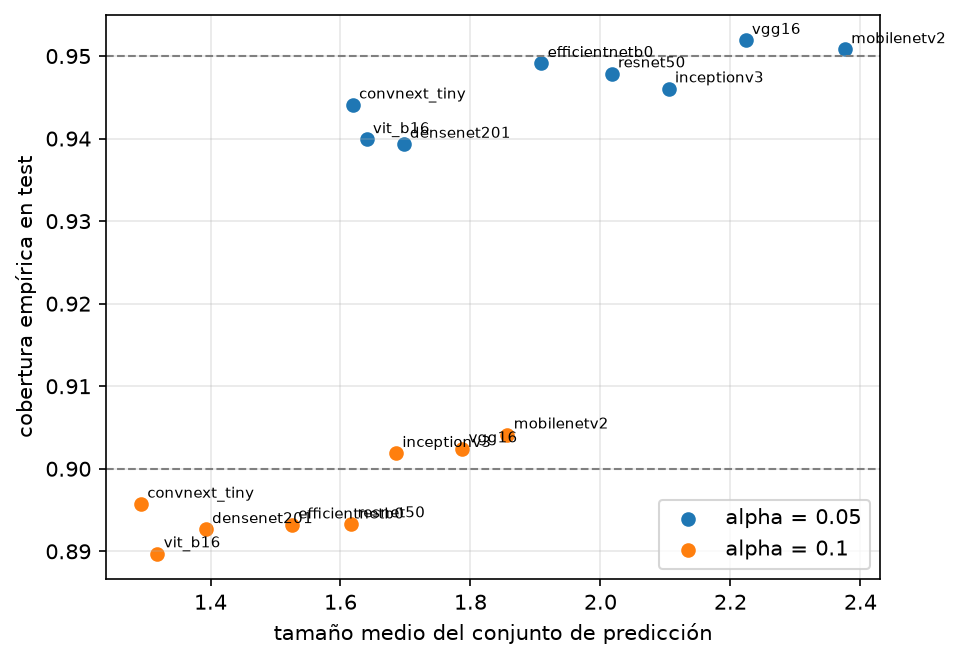 vgg16
mobilenetv2
0.95
efficientnetb0
resnet50
inceptionv3
convnext_tiny
0.94
vit_b16
densenet201
0.93
0.92
0.91
cobertura empírica en test
mobilenetv2
inceptionv3
vgg16
0.90
convnext_tiny
densenet201
efficientnetb0
resnet50
vit_b16
0.89
alpha = 0.05
alpha = 0.1
1.4 1.6 1.8 2.0 2.2 2.4
tamaño medio del conjunto de predicción